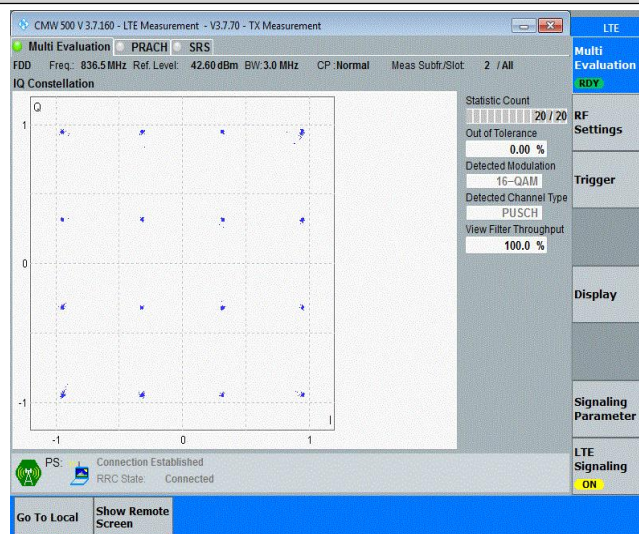 CMW 500 V 3.7.160 - LTE Measurement - V3.7.70 - TX Measurement
LTE
Multi Evaluation PRACH SRS
Multi
Evaluation
RDY
FDD Freq.: 836.5 MHz Ref. Level: 42.60 dBm BW: 3.0 MHz CP :Normal Meas Subfr./Slot: 2 / All
IQ Constellation
Q
1
0
-1
-1 0 1
I
Statistic Count
20 / 20
Out of Tolerance
0.00 %
Detected Modulation
16-QAM
Detected Channel Type
PUSCH
View Filter Throughput
100.0 %
RF
Settings
Trigger
Display
Signaling
Parameter
LTE
Signaling
ON
PS: Connection Established
RRC State: Connected
Go To Local
Show Remote
Screen